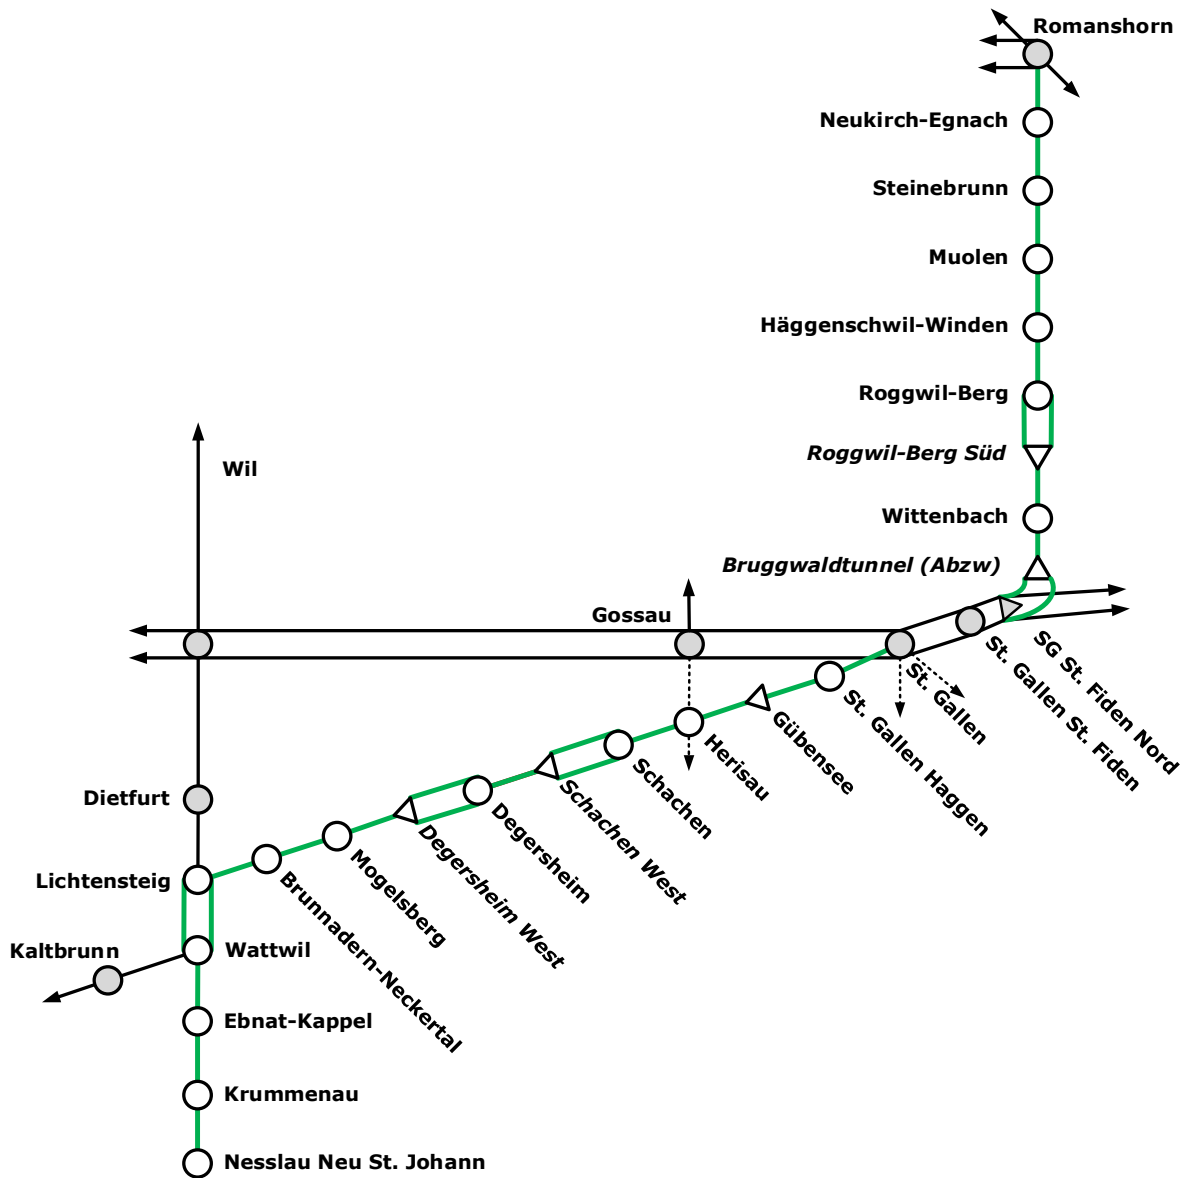 Romanshorn
Neukirch-Egnach
Steinebrunn
Muolen
Häggenschwil-Winden
Roggwil-Berg
Roggwil-Berg Süd
Wil
Wittenbach
Bruggwaldtunnel (Abzw)
Gossau
SG St. Fiden Nord
St. Gallen St. Fiden
St. Gallen
St. Gallen Haggen
Gübensee
Herisau
Schachen
Schachen West
Degersheim
Degersheim West
Mogelsberg
Brunnadern-Neckertal
Dietfurt
Lichtensteig
Kaltbrunn
Wattwil
Ebnat-Kappel
Krummenau
Nesslau Neu St. Johann